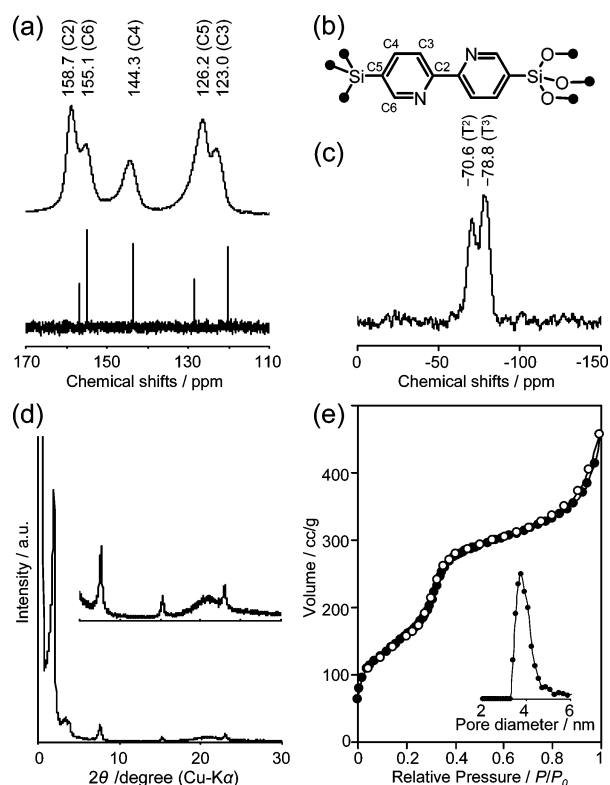 (a)
158.7 (C2)
155.1 (C6)
144.3 (C4)
126.2 (C5)
123.0 (C3)
170 150 130 110
Chemical shifts / ppm
(b)
C4 C3 N O
Si C5 C2 Si O
N O
C6
(c)
−70.6 (T²)
−78.8 (T³)
0 -50 -100 -150
Chemical shifts / ppm
(d)
Intensity / a.u.
0 10 20 30
2θ /degree (Cu-Kα)
(e)
Volume / cc/g
400
300
200
100
0
2 4 6
Pore diameter / nm
0 0.2 0.4 0.6 0.8 1.0
Relative Pressure / P/P₀